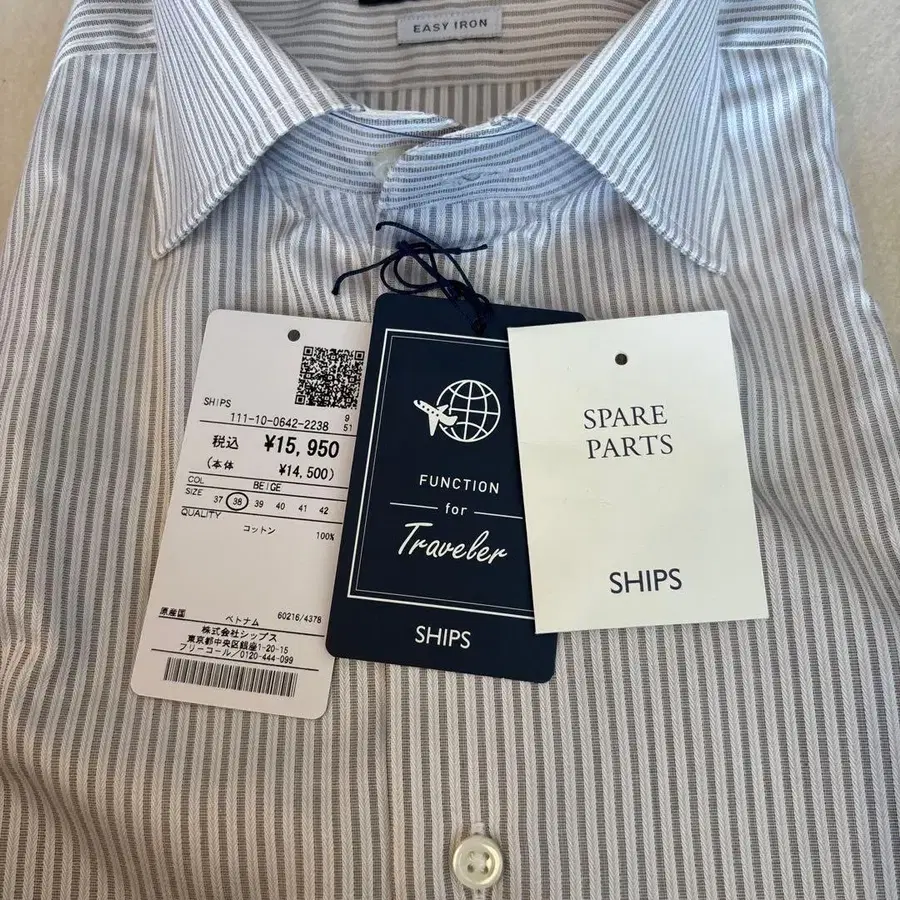 EASY IRON
SHIPS
111-10-0642-2238
9
51
税込 ¥15,950
(本体 ¥14,500)
COL BEIGE
SIZE 37 38 39 40 41 42
QUALITY
コットン 100%
原産国 ベトナム 60216/4378
株式会社シップス
東京都中央区銀座1-20-15
フリーコール/0120-444-099
FUNCTION
for
Traveler
SHIPS
SPARE
PARTS
SHIPS